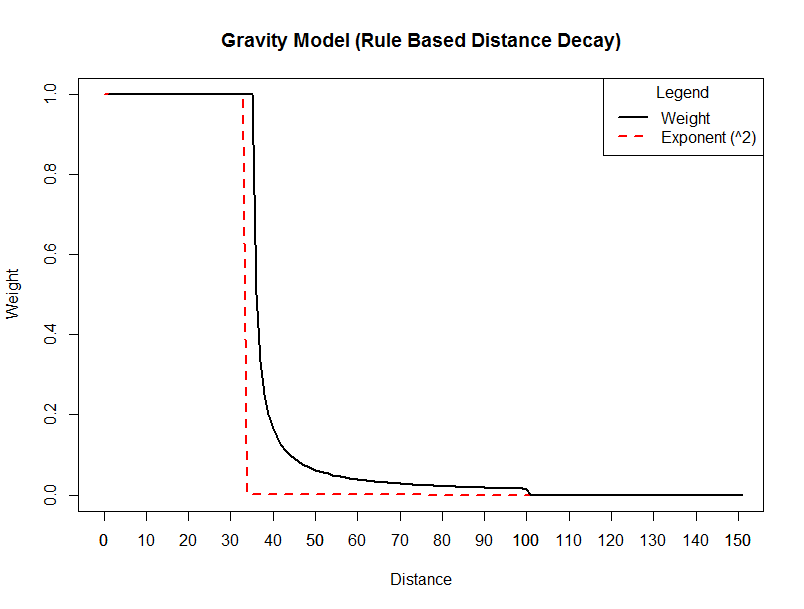 Gravity Model (Rule Based Distance Decay)
Legend
Weight
Exponent (^2)
Weight
1.0
0.8
0.6
0.4
0.2
0.0
0 10 20 30 40 50 60 70 80 90 100 110 120 130 140 150
Distance